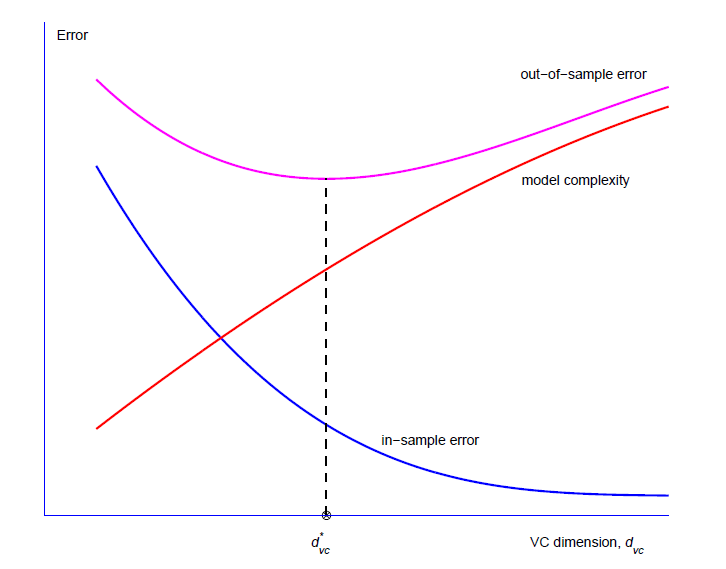 Error
out−of−sample error
model complexity
in−sample error
d*vc
VC dimension, dvc